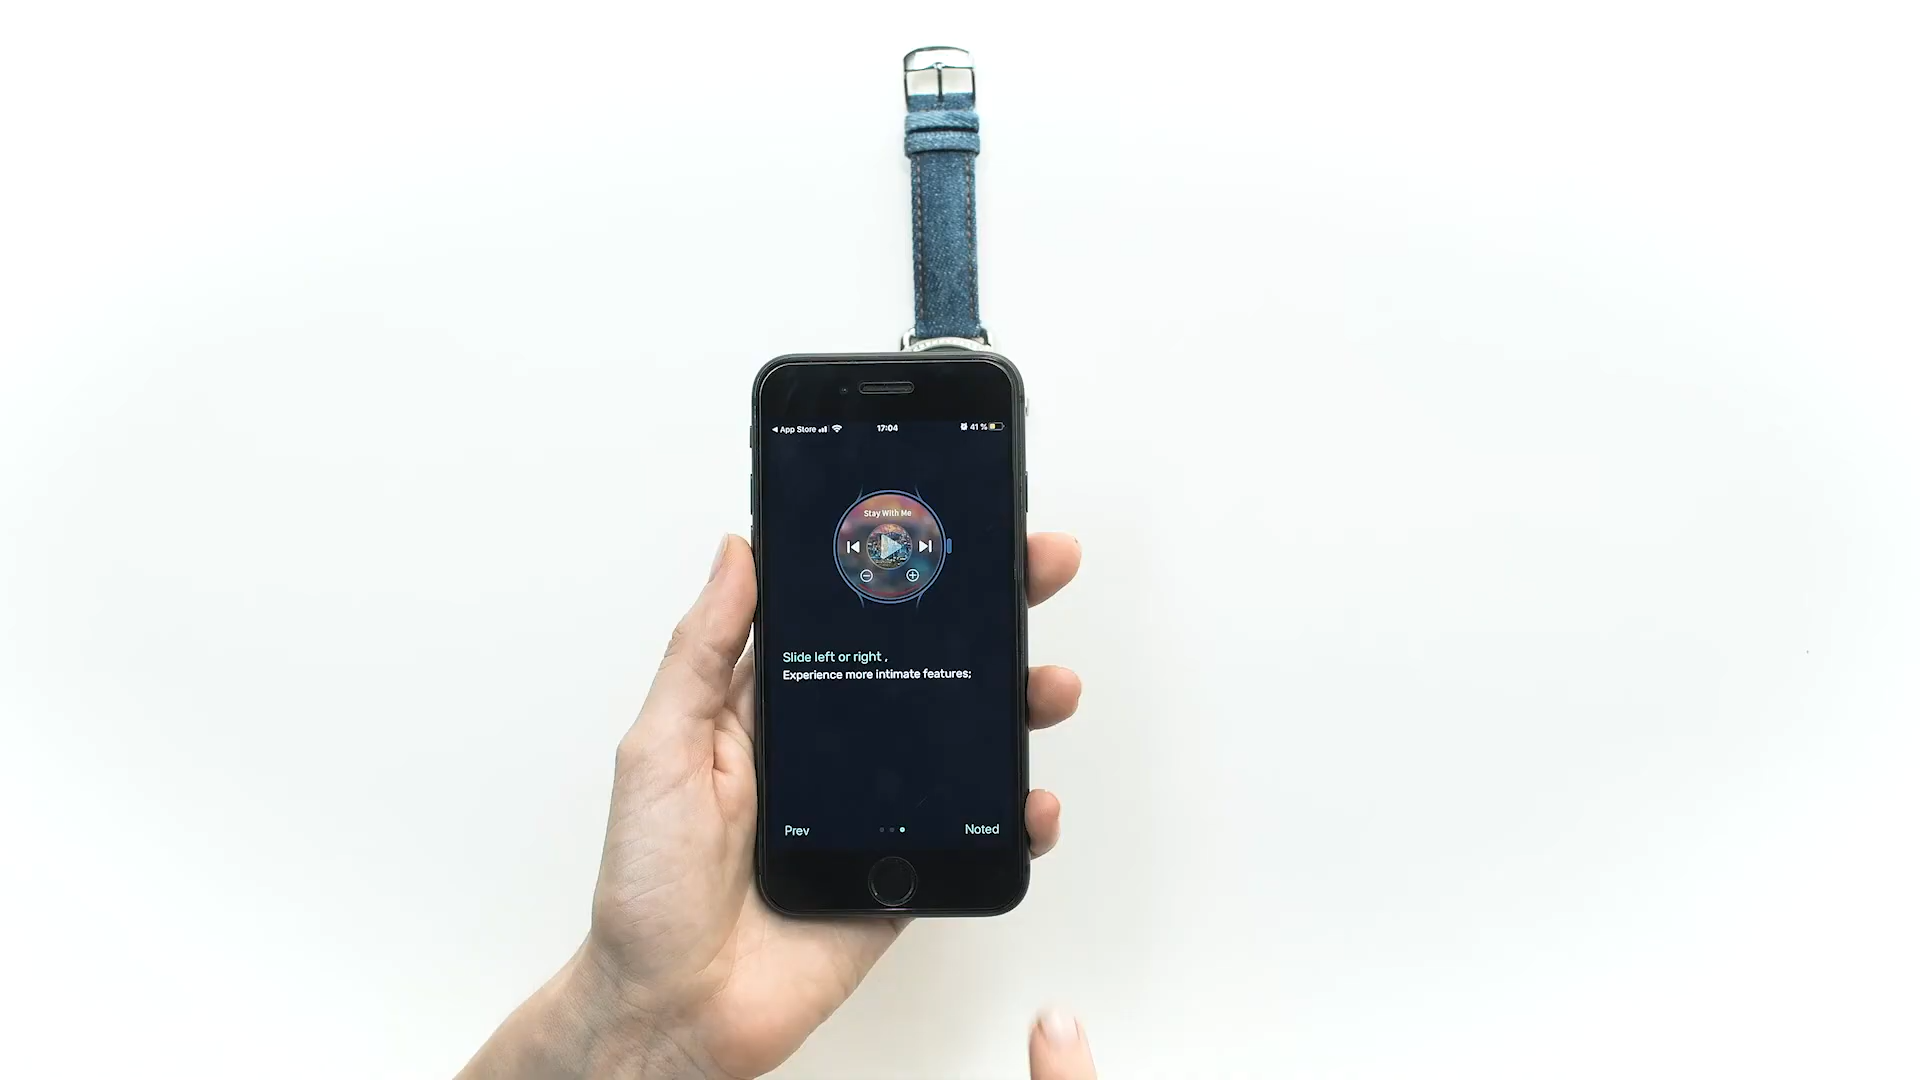 App Store
17:04
41 %
Stay With Me
Slide left or right ,
Experience more intimate features;
Prev
Noted